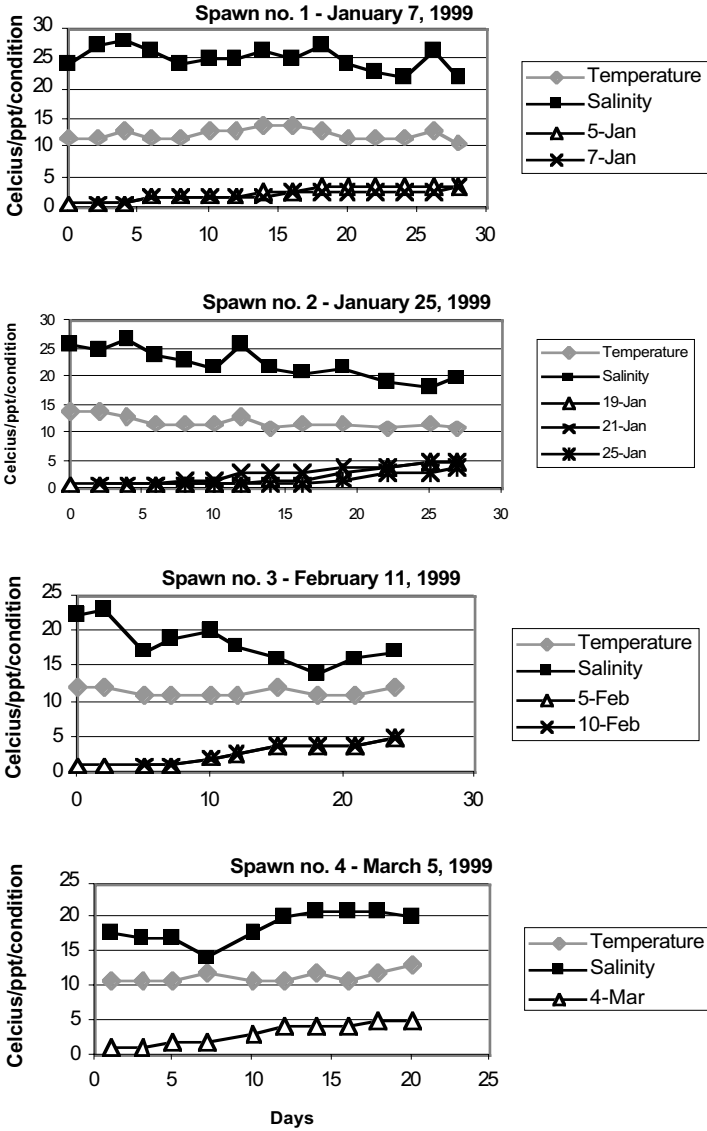 Spawn no. 1 - January 7, 1999
Celcius/ppt/condition
30
25
20
15
10
5
0
0 5 10 15 20 25 30
Temperature
Salinity
5-Jan
7-Jan
Spawn no. 2 - January 25, 1999
Celcius/ppt/condition
30
25
20
15
10
5
0
0 5 10 15 20 25 30
Temperature
Salinity
19-Jan
21-Jan
25-Jan
Spawn no. 3 - February 11, 1999
Celcius/ppt/condition
25
20
15
10
5
0
0 10 20 30
Temperature
Salinity
5-Feb
10-Feb
Spawn no. 4 - March 5, 1999
Celcius/ppt/condition
25
20
15
10
5
0
0 5 10 15 20 25
Days
Temperature
Salinity
4-Mar